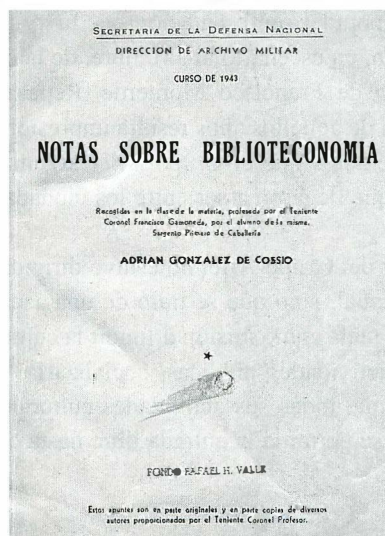 SECRETARIA DE LA DEFENSA NACIONAL
DIRECCION DE ARCHIVO MILITAR
CURSO DE 1943
NOTAS SOBRE BIBLIOTECONOMIA
Recogidas en la clase de la materia, profesada por el Teniente
Coronel Francisco Gamoneda, por el alumno de la misma,
Sargento Primero de Caballería
ADRIAN GONZALEZ DE COSSIO
FONDO RAFAEL H. VALLE
Estos apuntes son en parte originales y en parte copias de diversos
autores proporcionados por el Teniente Coronel Profesor.